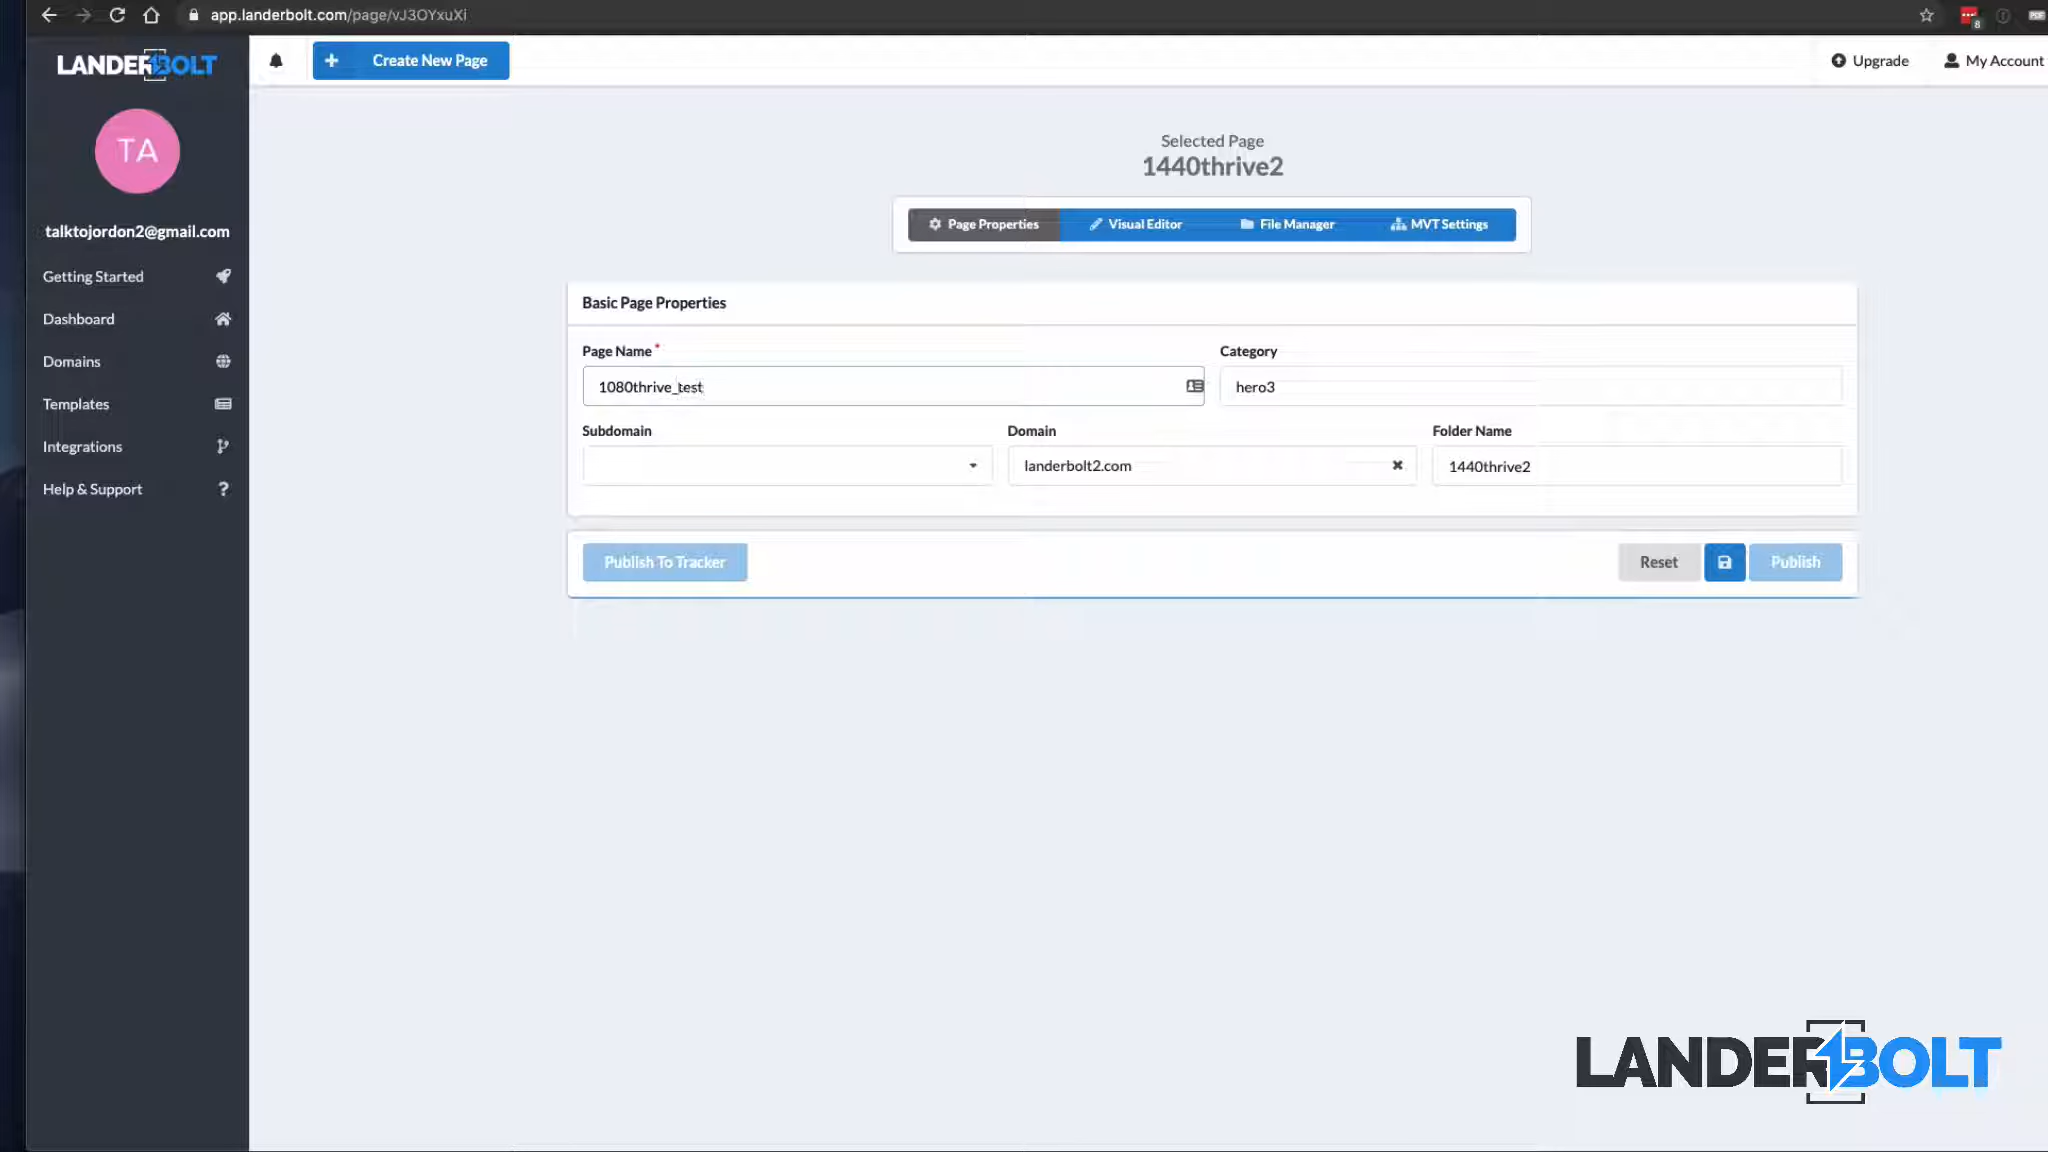 app.landerbolt.com/page/vJ3OYxuXi
8
PDF
LANDERBOLT
Create New Page
Upgrade
My Account
TA
talktojordon2@gmail.com
Getting Started
Dashboard
Domains
Templates
Integrations
Help & Support
?
Selected Page
1440thrive2
Page Properties
Visual Editor
File Manager
MVT Settings
Basic Page Properties
Page Name *
Category
1080thrive_test
hero3
Subdomain
Domain
Folder Name
landerbolt2.com
1440thrive2
Publish To Tracker
Reset
Publish
LANDERBOLT